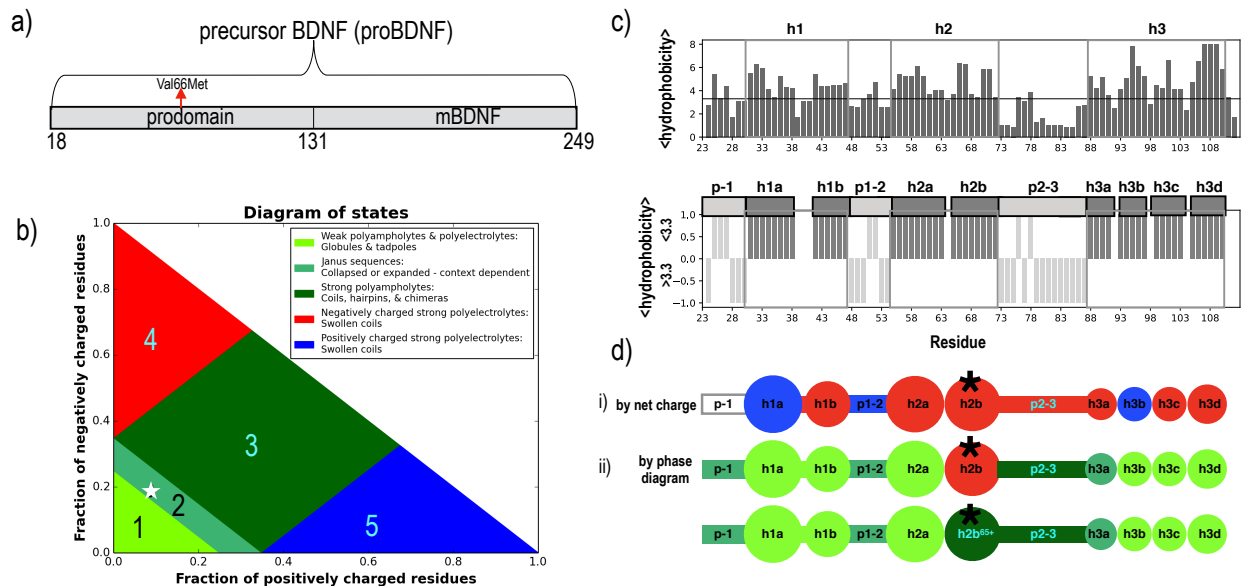 a)
precursor BDNF (proBDNF)
Val66Met
prodomain
mBDNF
18
131
249
b)
Diagram of states
Fraction of negatively charged residues
1.0
0.8
0.6
0.4
0.2
0.0
0.0 0.2 0.4 0.6 0.8 1.0
Fraction of positively charged residues
4
3
2
1
5
Weak polyampholytes & polyelectrolytes:
Globules & tadpoles
Janus sequences:
Collapsed or expanded - context dependent
Strong polyampholytes:
Coils, hairpins, & chimeras
Negatively charged strong polyelectrolytes:
Swollen coils
Positively charged strong polyelectrolytes:
Swollen coils
c)
h1 h2 h3
<hydrophobicity>
8
6
4
2
0
23 28 33 38 43 48 53 58 63 68 73 78 83 88 93 98 103 108
p-1 h1a h1b p1-2 h2a h2b p2-3 h3a h3b h3c h3d
<hydrophobicity>
>3.3 <3.3
1.0
0.5
0.0
−0.5
−1.0
23 28 33 38 43 48 53 58 63 68 73 78 83 88 93 98 103 108
Residue
d)
i) by net charge
p-1 h1a h1b p1-2 h2a h2b p2-3 h3a h3b h3c h3d
*
ii) by phase
diagram
p-1 h1a h1b p1-2 h2a h2b p2-3 h3a h3b h3c h3d
*
p-1 h1a h1b p1-2 h2a h2b⁶⁵⁺ p2-3 h3a h3b h3c h3d
*